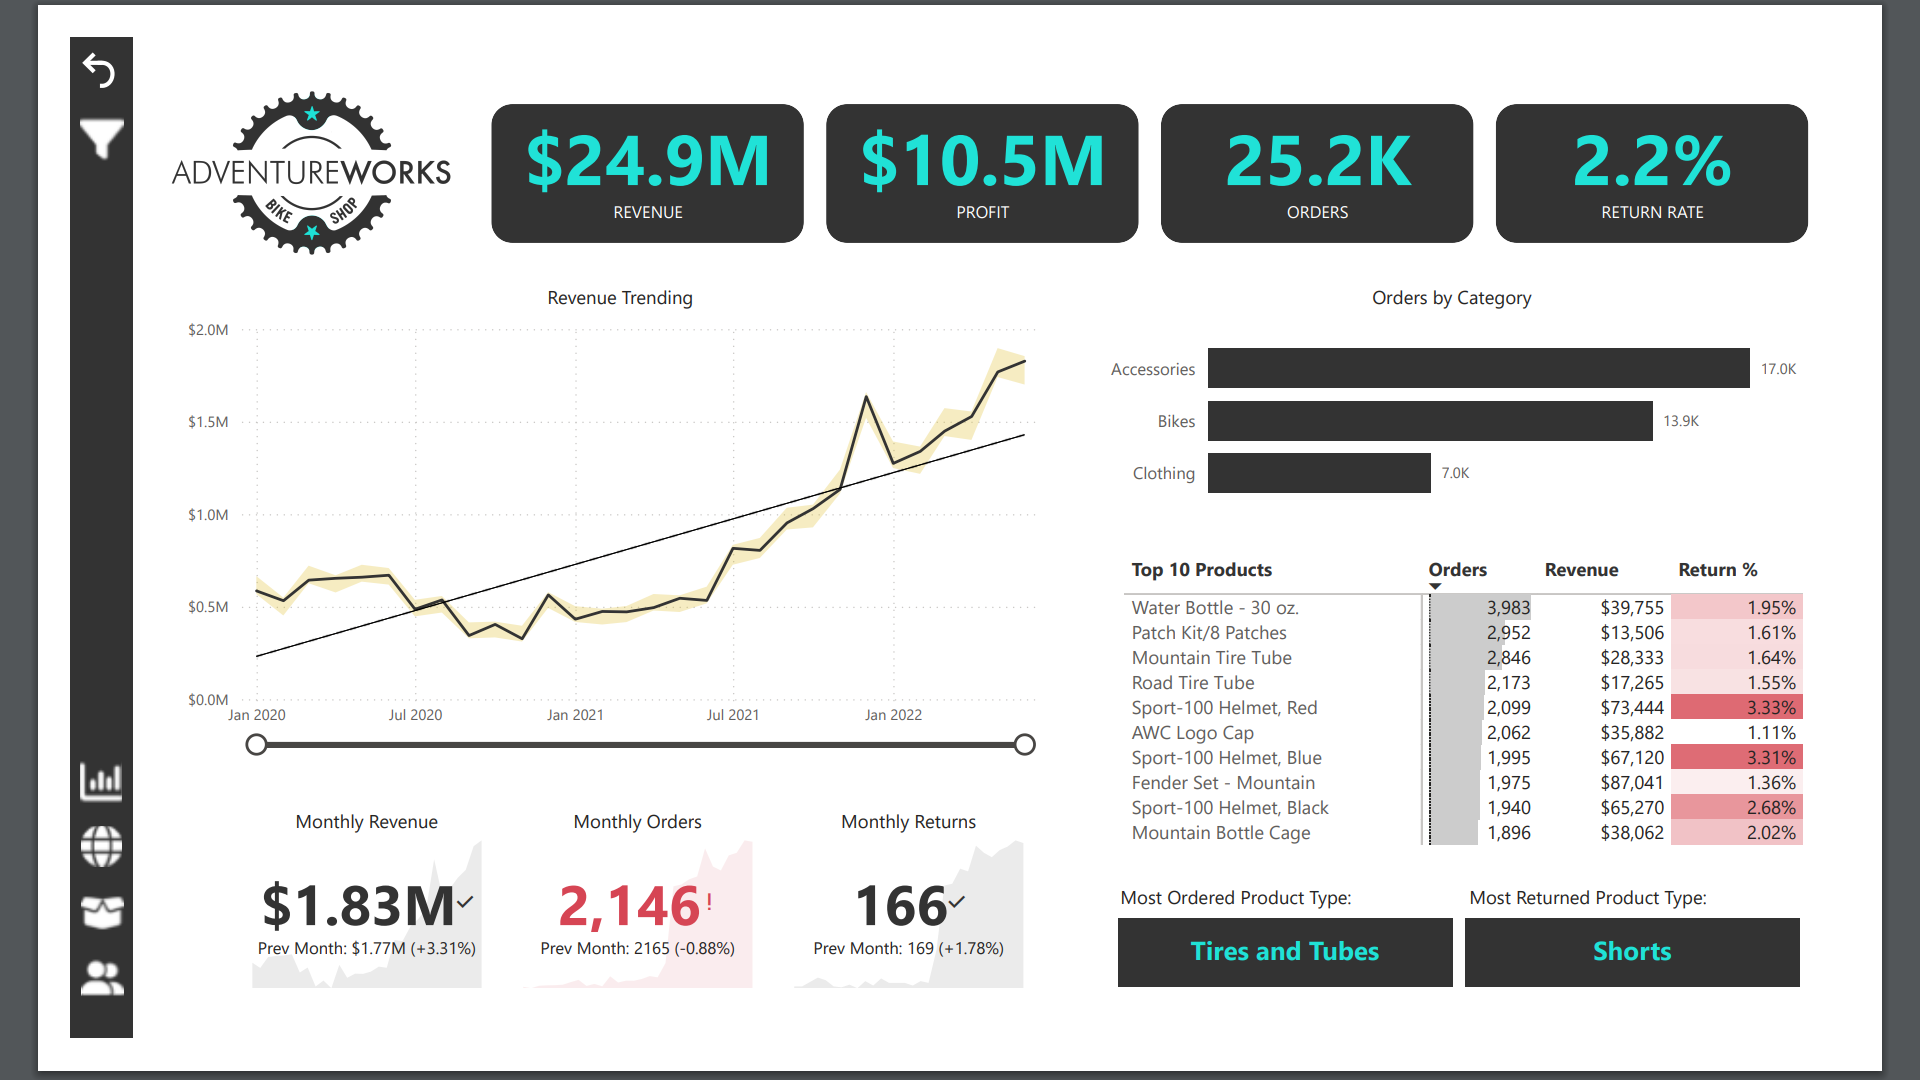 ADVENTUREWORKS
BIKE SHOP
$24.9M
REVENUE
$10.5M
PROFIT
25.2K
ORDERS
2.2%
RETURN RATE
Revenue Trending
$2.0M
$1.5M
$1.0M
$0.5M
$0.0M
Jan 2020 Jul 2020 Jan 2021 Jul 2021 Jan 2022
Orders by Category
Accessories 17.0K
Bikes 13.9K
Clothing 7.0K
Top 10 Products Orders Revenue Return %
Water Bottle - 30 oz. 3,983 $39,755 1.95%
Patch Kit/8 Patches 2,952 $13,506 1.61%
Mountain Tire Tube 2,846 $28,333 1.64%
Road Tire Tube 2,173 $17,265 1.55%
Sport-100 Helmet, Red 2,099 $73,444 3.33%
AWC Logo Cap 2,062 $35,882 1.11%
Sport-100 Helmet, Blue 1,995 $67,120 3.31%
Fender Set - Mountain 1,975 $87,041 1.36%
Sport-100 Helmet, Black 1,940 $65,270 2.68%
Mountain Bottle Cage 1,896 $38,062 2.02%
Monthly Revenue
$1.83M
Prev Month: $1.77M (+3.31%)
Monthly Orders
2,146!
Prev Month: 2165 (-0.88%)
Monthly Returns
166
Prev Month: 169 (+1.78%)
Most Ordered Product Type:
Tires and Tubes
Most Returned Product Type:
Shorts